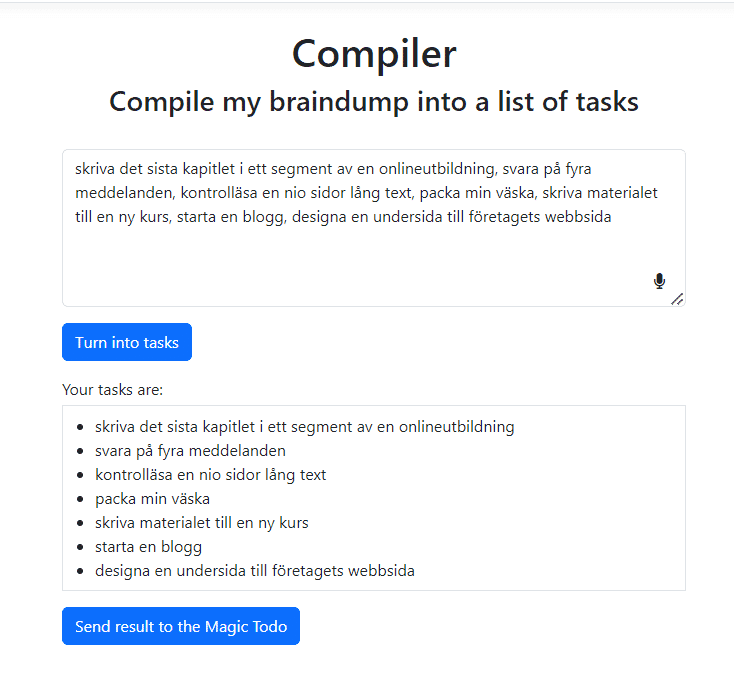 Compiler
Compile my braindump into a list of tasks
skriva det sista kapitlet i ett segment av en onlineutbildning, svara på fyra
meddelanden, kontrolläsa en nio sidor lång text, packa min väska, skriva materialet
till en ny kurs, starta en blogg, designa en undersida till företagets webbsida
Turn into tasks
Your tasks are:
skriva det sista kapitlet i ett segment av en onlineutbildning
svara på fyra meddelanden
kontrolläsa en nio sidor lång text
packa min väska
skriva materialet till en ny kurs
starta en blogg
designa en undersida till företagets webbsida
Send result to the Magic Todo